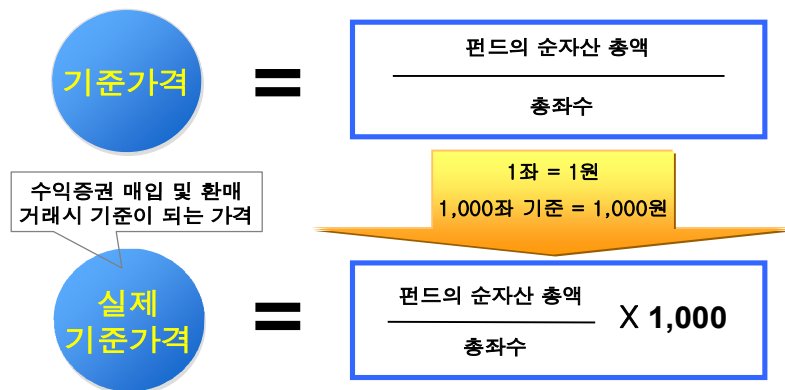 기준가격
=
펀드의 순자산 총액
총좌수
1좌 = 1원
1,000좌 기준 = 1,000원
수익증권 매입 및 환매
거래시 기준이 되는 가격
실제
기준가격
=
펀드의 순자산 총액
총좌수
X 1,000